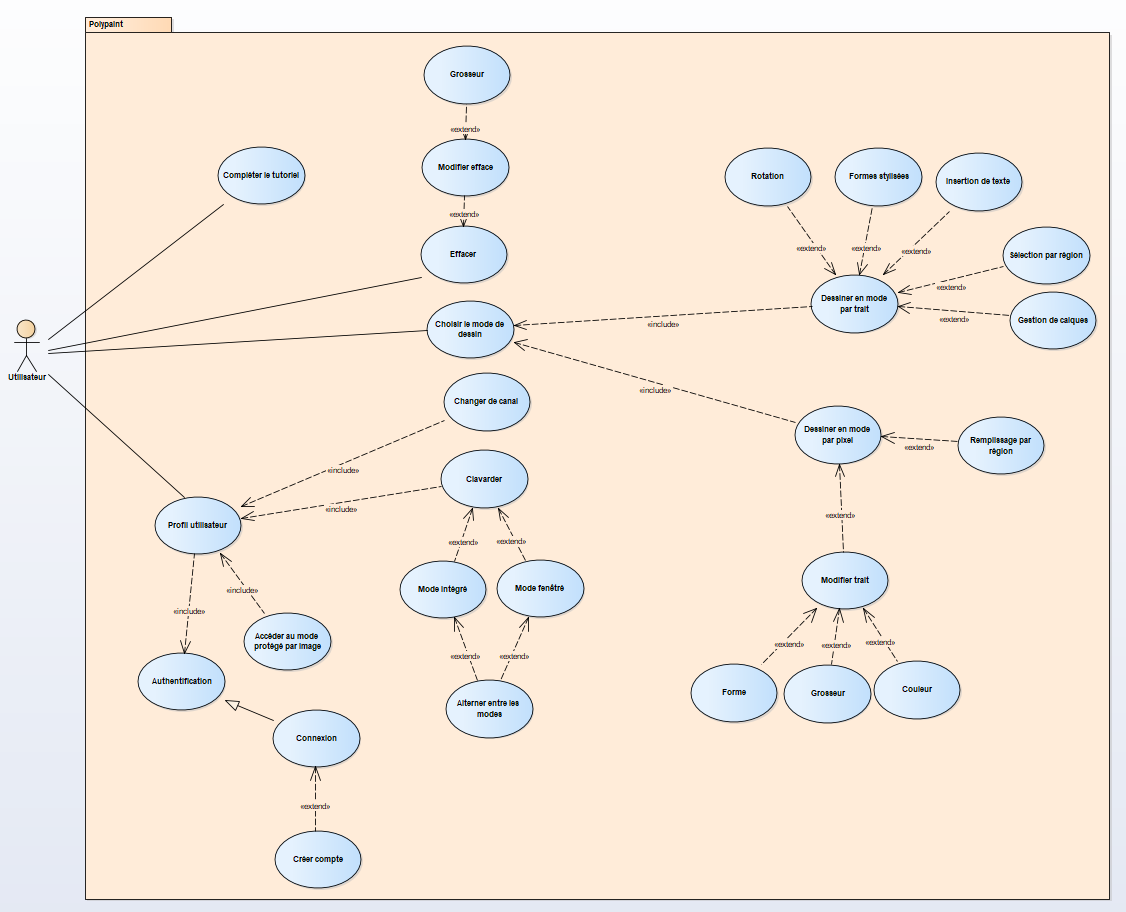 Polypaint
Grosseur
«extend»
Modifier efface
«extend»
Effacer
Compléter le tutoriel
Utilisateur
Choisir le mode de
dessin
Rotation
Formes stylisées
Insertion de texte
Sélection par région
Gestion de calques
«extend»
«extend»
«extend»
«extend»
«extend»
Dessiner en mode
par trait
«include»
«include»
Dessiner en mode
par pixel
«extend»
Remplissage par
région
«extend»
Modifier trait
«extend»
«extend»
«extend»
Forme
Grosseur
Couleur
Changer de canal
«include»
Clavarder
«include»
Profil utilisateur
«extend»
«extend»
Mode intégré
Mode fenêtré
«extend»
«extend»
Alterner entre les
modes
«include»
«include»
Accéder au mode
protégé par image
Authentification
Connexion
«extend»
Créer compte